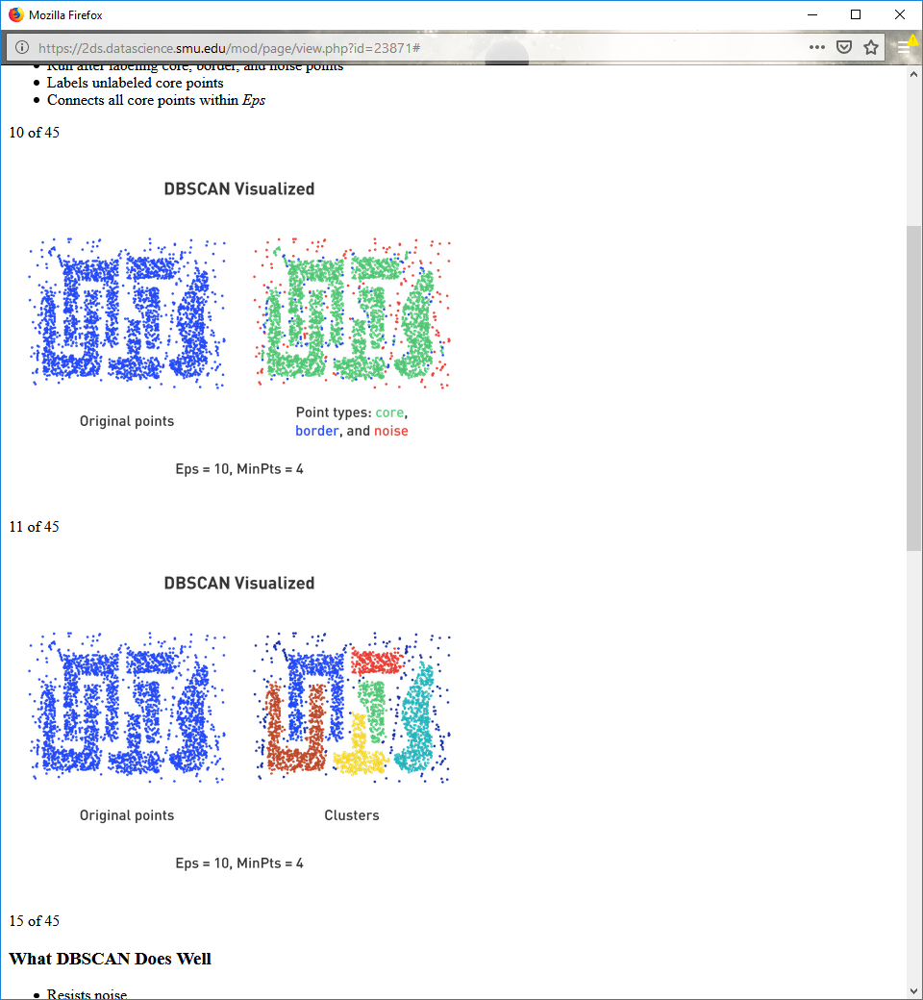 Mozilla Firefox
https://2ds.datascience.smu.edu/mod/page/view.php?id=23871#
Run after labeling core, border, and noise points
Labels unlabeled core points
Connects all core points within Eps
10 of 45
DBSCAN Visualized
Original points
Point types: core,
border, and noise
Eps = 10, MinPts = 4
11 of 45
DBSCAN Visualized
Original points Clusters
Eps = 10, MinPts = 4
15 of 45
What DBSCAN Does Well
Resists noise